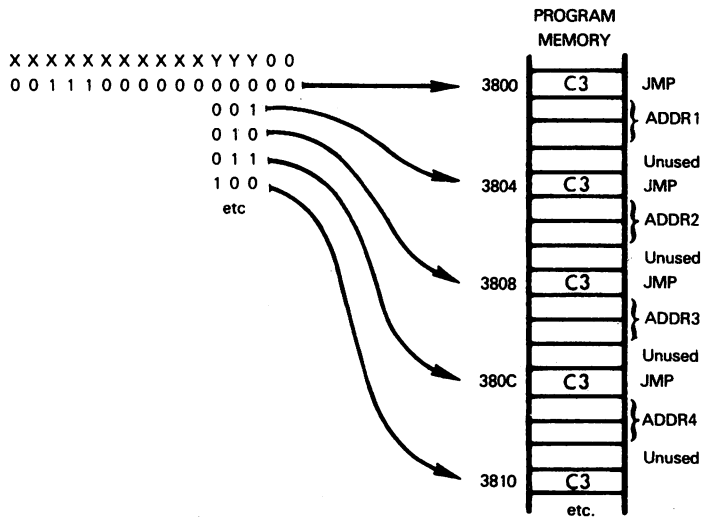 PROGRAM
MEMORY
X X X X X X X X X X X Y Y Y 0 0
0 0 1 1 1 0 0 0 0 0 0 0 0 0 0 0
0 0 1
0 1 0
0 1 1
1 0 0
etc
3800 C3 JMP
ADDR1
Unused
3804 C3 JMP
ADDR2
Unused
3808 C3 JMP
ADDR3
Unused
380C C3 JMP
ADDR4
Unused
3810 C3
etc.